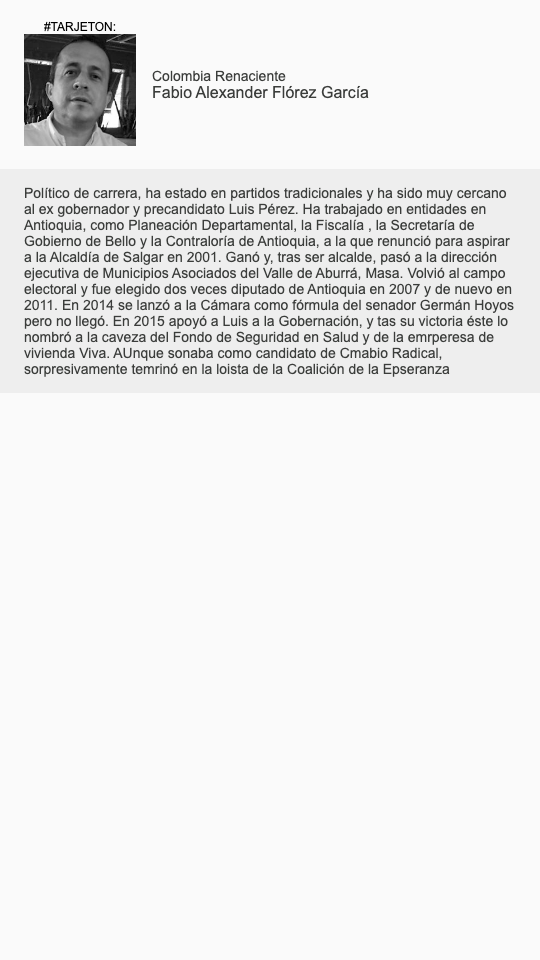 #TARJETON:
Colombia Renaciente
Fabio Alexander Flórez García
Político de carrera, ha estado en partidos tradicionales y ha sido muy cercano
al ex gobernador y precandidato Luis Pérez. Ha trabajado en entidades en
Antioquia, como Planeación Departamental, la Fiscalía , la Secretaría de
Gobierno de Bello y la Contraloría de Antioquia, a la que renunció para aspirar
a la Alcaldía de Salgar en 2001. Ganó y, tras ser alcalde, pasó a la dirección
ejecutiva de Municipios Asociados del Valle de Aburrá, Masa. Volvió al campo
electoral y fue elegido dos veces diputado de Antioquia en 2007 y de nuevo en
2011. En 2014 se lanzó a la Cámara como fórmula del senador Germán Hoyos
pero no llegó. En 2015 apoyó a Luis a la Gobernación, y tas su victoria éste lo
nombró a la caveza del Fondo de Seguridad en Salud y de la emrperesa de
vivienda Viva. AUnque sonaba como candidato de Cmabio Radical,
sorpresivamente temrinó en la loista de la Coalición de la Epseranza